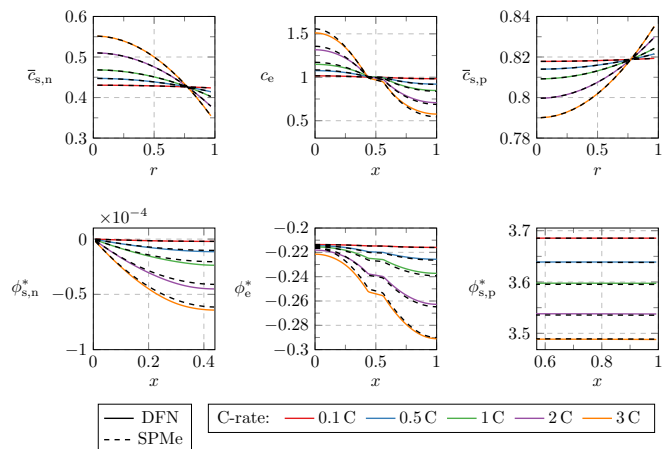 0.6 0.5 0.4 0.3
c̅s,n
0 0.5 1
r
1.5 1 0.5
ce
0 0.5 1
x
0.84 0.82 0.8 0.78
c̅s,p
0 0.5 1
r
×10⁻⁴
0 −0.5 −1
ϕ*s,n
0 0.2 0.4
x
−0.2 −0.22 −0.24 −0.26 −0.28 −0.3
ϕ*e
0 0.5 1
x
3.7 3.6 3.5
ϕ*s,p
0.6 0.7 0.8 0.9 1
x
DFN
SPMe
C-rate: 0.1 C 0.5 C 1 C 2 C 3 C